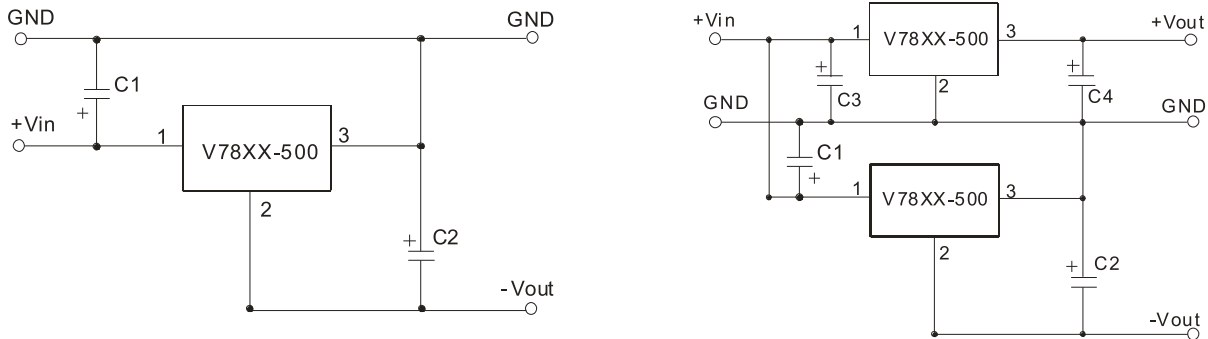 GND
GND
C1
+
+Vin
1
V78XX-500
3
2
+
C2
-Vout
+Vin
1
V78XX-500
3
+Vout
+
C3
2
+
C4
GND
GND
C1
+
1
V78XX-500
3
2
+
C2
-Vout